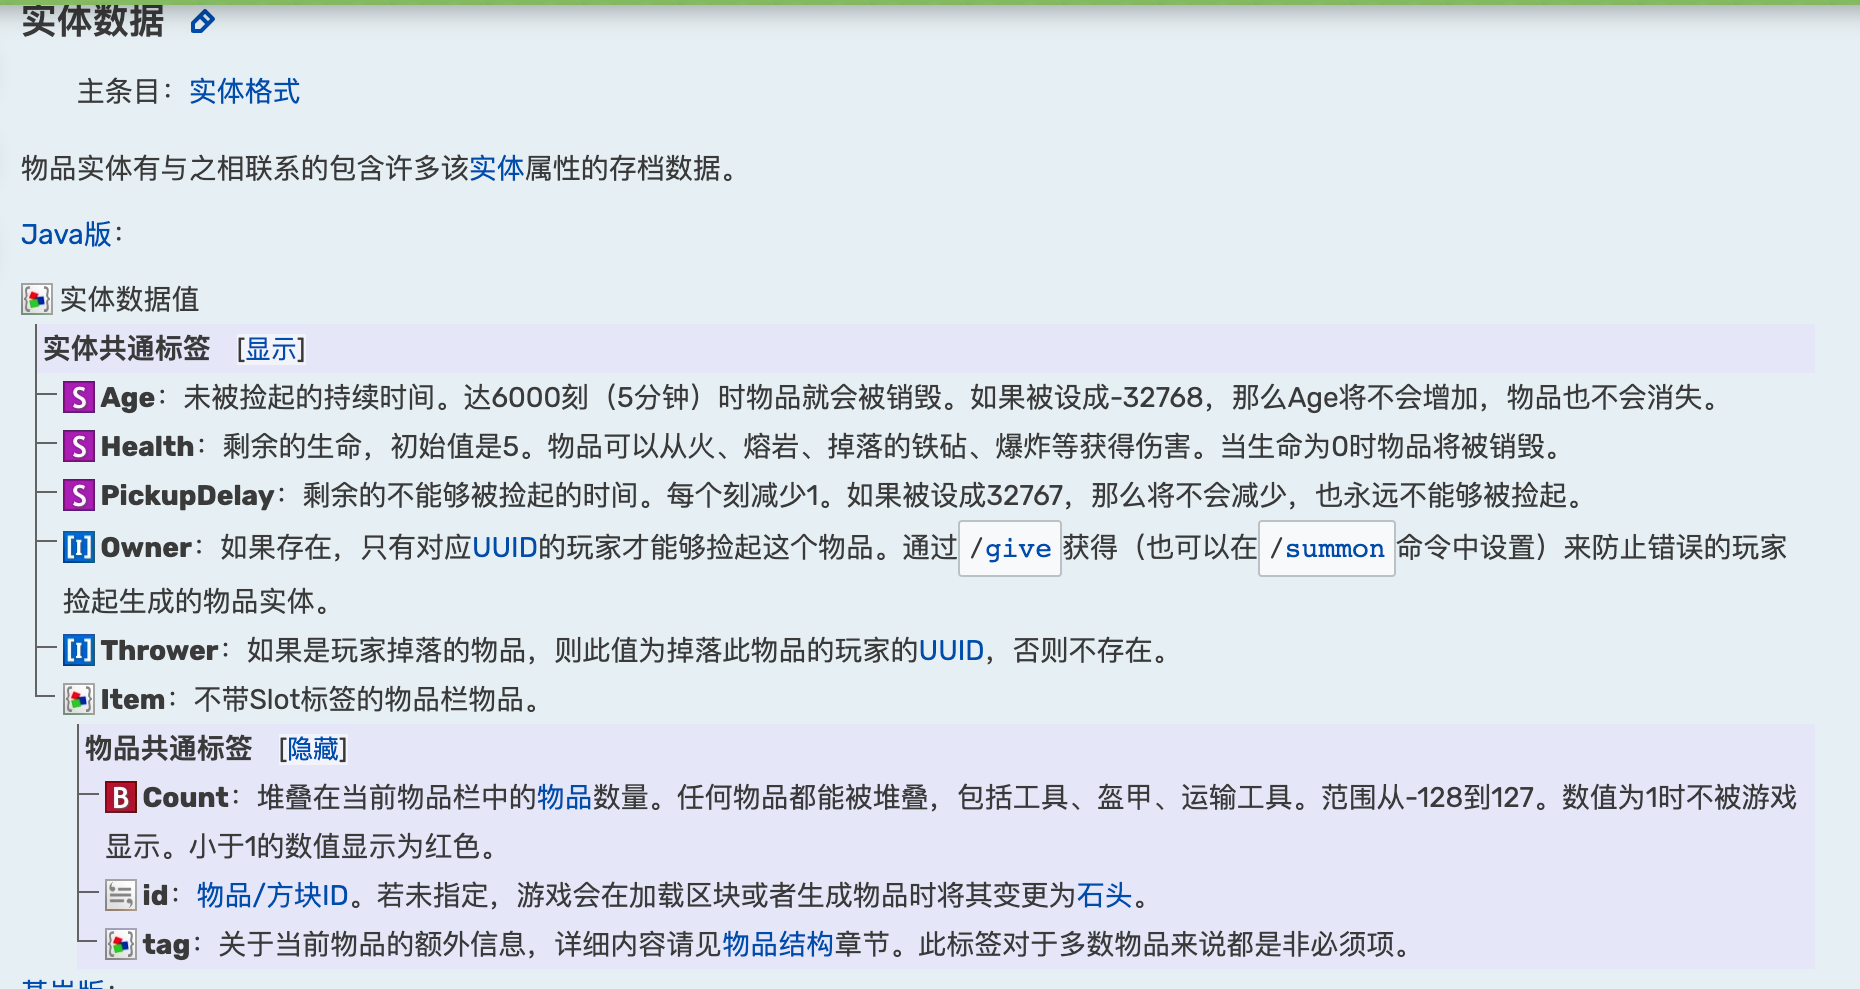 实体数据
主条目：实体格式
物品实体有与之相联系的包含许多该实体属性的存档数据。
Java版：
实体数据值
实体共通标签 [显示]
S Age：未被捡起的持续时间。达6000刻（5分钟）时物品就会被销毁。如果被设成-32768，那么Age将不会增加，物品也不会消失。
S Health：剩余的生命，初始值是5。物品可以从火、熔岩、掉落的铁砧、爆炸等获得伤害。当生命为0时物品将被销毁。
S PickupDelay：剩余的不能够被捡起的时间。每个刻减少1。如果被设成32767，那么将不会减少，也永远不能够被捡起。
[I] Owner：如果存在，只有对应UUID的玩家才能够捡起这个物品。通过 /give 获得（也可以在 /summon 命令中设置）来防止错误的玩家
捡起生成的物品实体。
[I] Thrower：如果是玩家掉落的物品，则此值为掉落此物品的玩家的UUID，否则不存在。
Item：不带Slot标签的物品栏物品。
物品共通标签 [隐藏]
B Count：堆叠在当前物品栏中的物品数量。任何物品都能被堆叠，包括工具、盔甲、运输工具。范围从-128到127。数值为1时不被游戏
显示。小于1的数值显示为红色。
id：物品/方块ID。若未指定，游戏会在加载区块或者生成物品时将其变更为石头。
tag：关于当前物品的额外信息，详细内容请见物品结构章节。此标签对于多数物品来说都是非必须项。